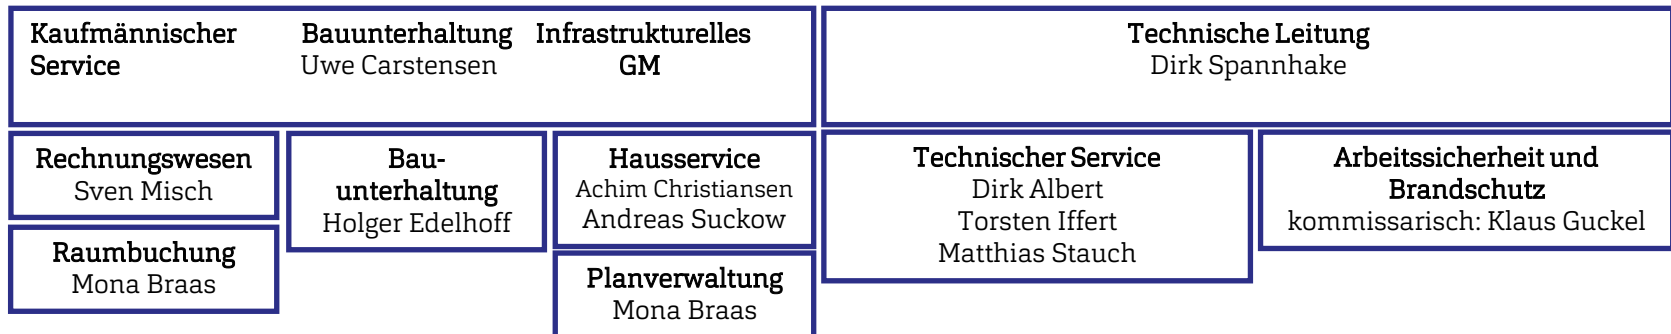 Kaufmännischer
Service
Bauunterhaltung
Uwe Carstensen
Infrastrukturelles
GM
Technische Leitung
Dirk Spannhake
Rechnungswesen
Sven Misch
Raumbuchung
Mona Braas
Bau-
unterhaltung
Holger Edelhoff
Hausservice
Achim Christiansen
Andreas Suckow
Planverwaltung
Mona Braas
Technischer Service
Dirk Albert
Torsten Iffert
Matthias Stauch
Arbeitssicherheit und
Brandschutz
kommissarisch: Klaus Guckel